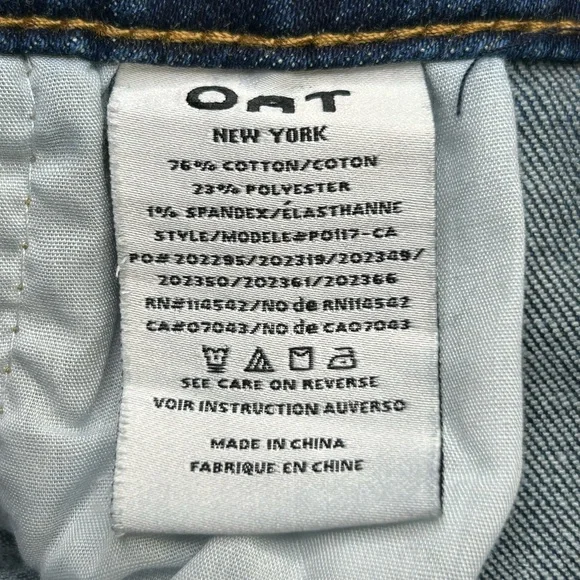 OAT
NEW YORK
76% COTTON/COTON
23% POLYESTER
1% SPANDEX/ÉLASTHANNE
STYLE/MODELE#P0117-CA
PO# 202295/202319/202349/
202350/202361/202366
RN#114542/NO de RN114542
CA#07043/NO de CA07043
SEE CARE ON REVERSE
VOIR INSTRUCTION AUVERSO
MADE IN CHINA
FABRIQUE EN CHINE